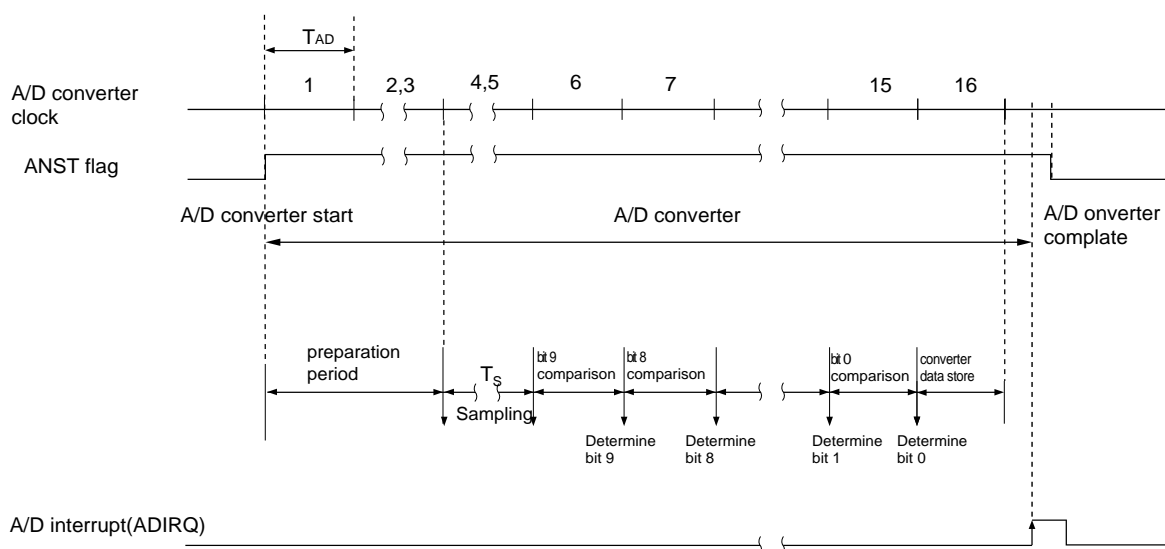 TAD
1
2,3
4,5
6
7
15
16
A/D converter
clock
ANST flag
A/D converter start
A/D converter
A/D onverter
complate
preparation
period
TS
Sampling
bit 9
comparison
bit 8
comparison
bit 0
comparison
converter
data store
Determine
bit 9
Determine
bit 8
Determine
bit 1
Determine
bit 0
A/D interrupt(ADIRQ)